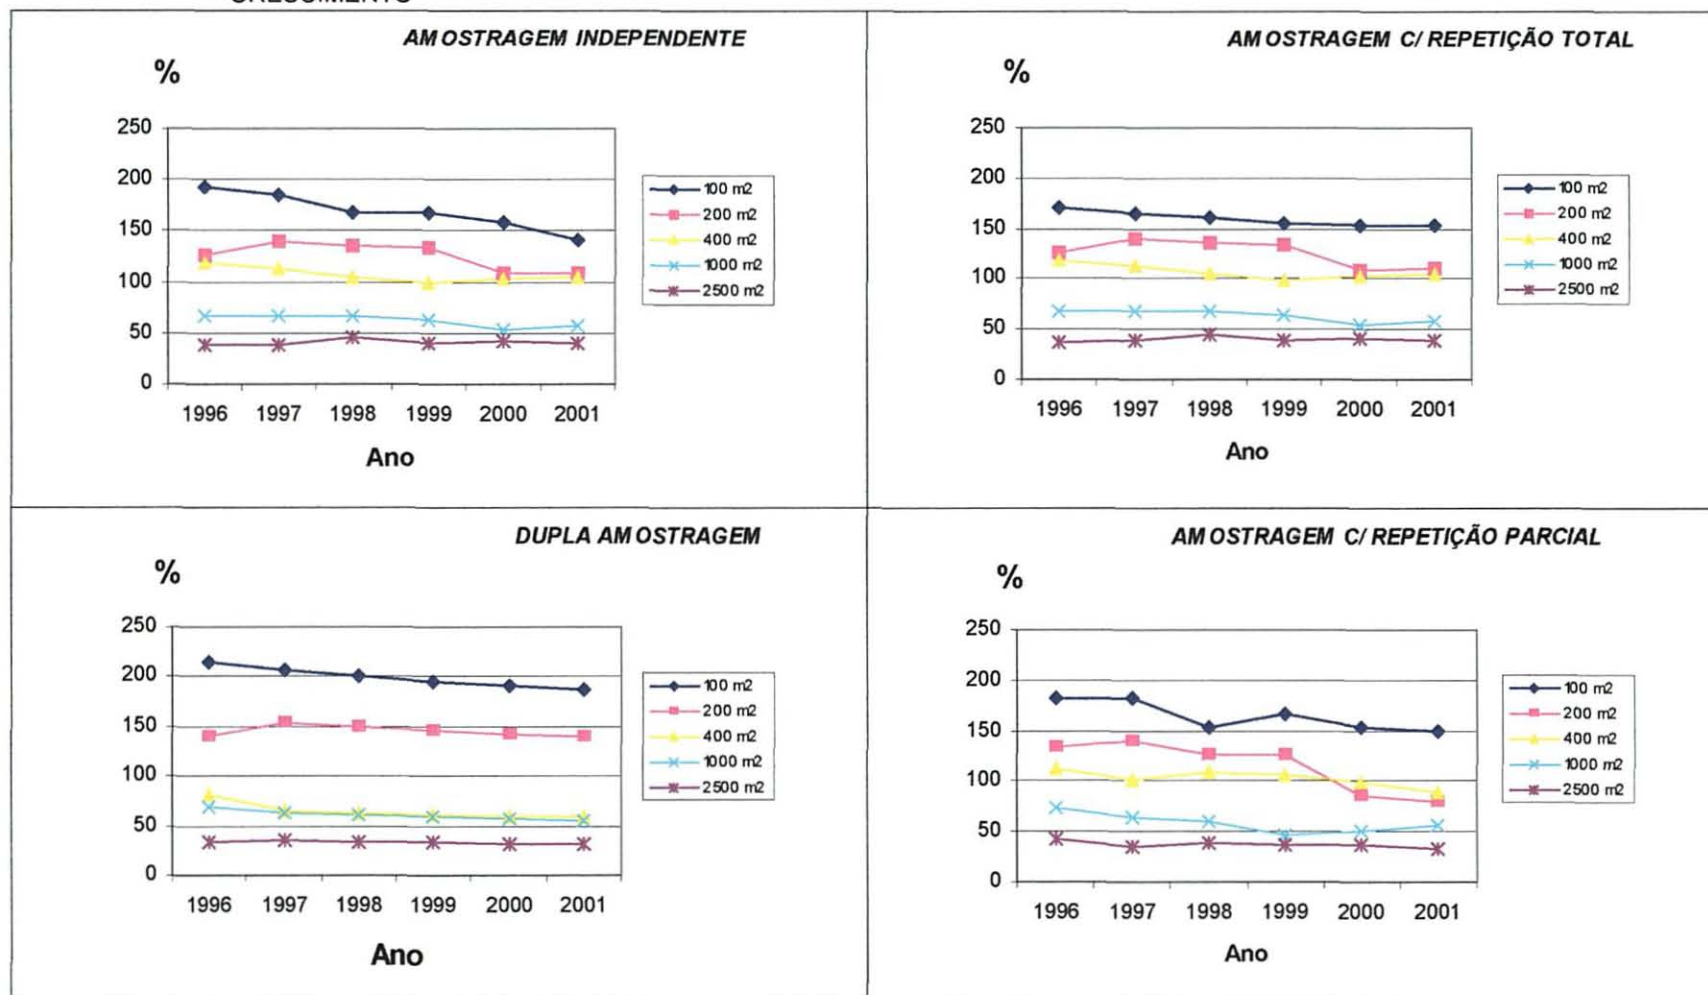 CRESCIMENTO
AMOSTRAGEM INDEPENDENTE
%
250
200
150
100
50
0
1996 1997 1998 1999 2000 2001
Ano
100 m2
200 m2
400 m2
1000 m2
2500 m2
AMOSTRAGEM C/ REPETIÇÃO TOTAL
%
250
200
150
100
50
0
1996 1997 1998 1999 2000 2001
Ano
100 m2
200 m2
400 m2
1000 m2
2500 m2
DUPLA AMOSTRAGEM
%
250
200
150
100
50
0
1996 1997 1998 1999 2000 2001
Ano
100 m2
200 m2
400 m2
1000 m2
2500 m2
AMOSTRAGEM C/ REPETIÇÃO PARCIAL
%
250
200
150
100
50
0
1996 1997 1998 1999 2000 2001
Ano
100 m2
200 m2
400 m2
1000 m2
2500 m2